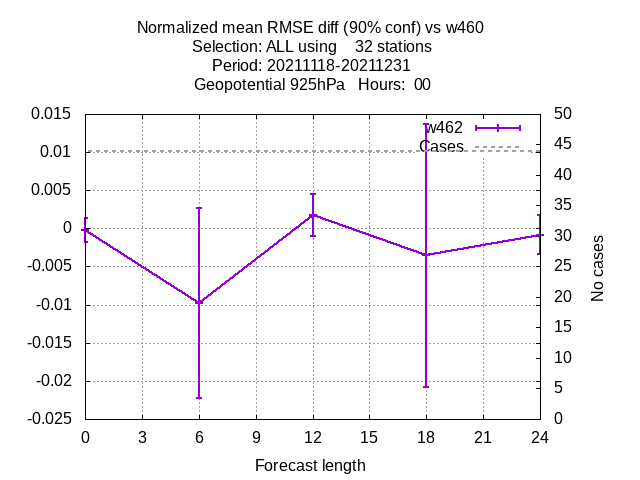 Normalized mean RMSE diff (90% conf) vs w460
Selection: ALL using    32 stations
Period: 20211118-20211231
Geopotential 925hPa   Hours:  00
0.015
0.01
0.005
0
-0.005
-0.01
-0.015
-0.02
-0.025
w462
Cases
50
45
40
35
30
25
20
15
10
5
0
No cases
0 3 6 9 12 15 18 21 24
Forecast length